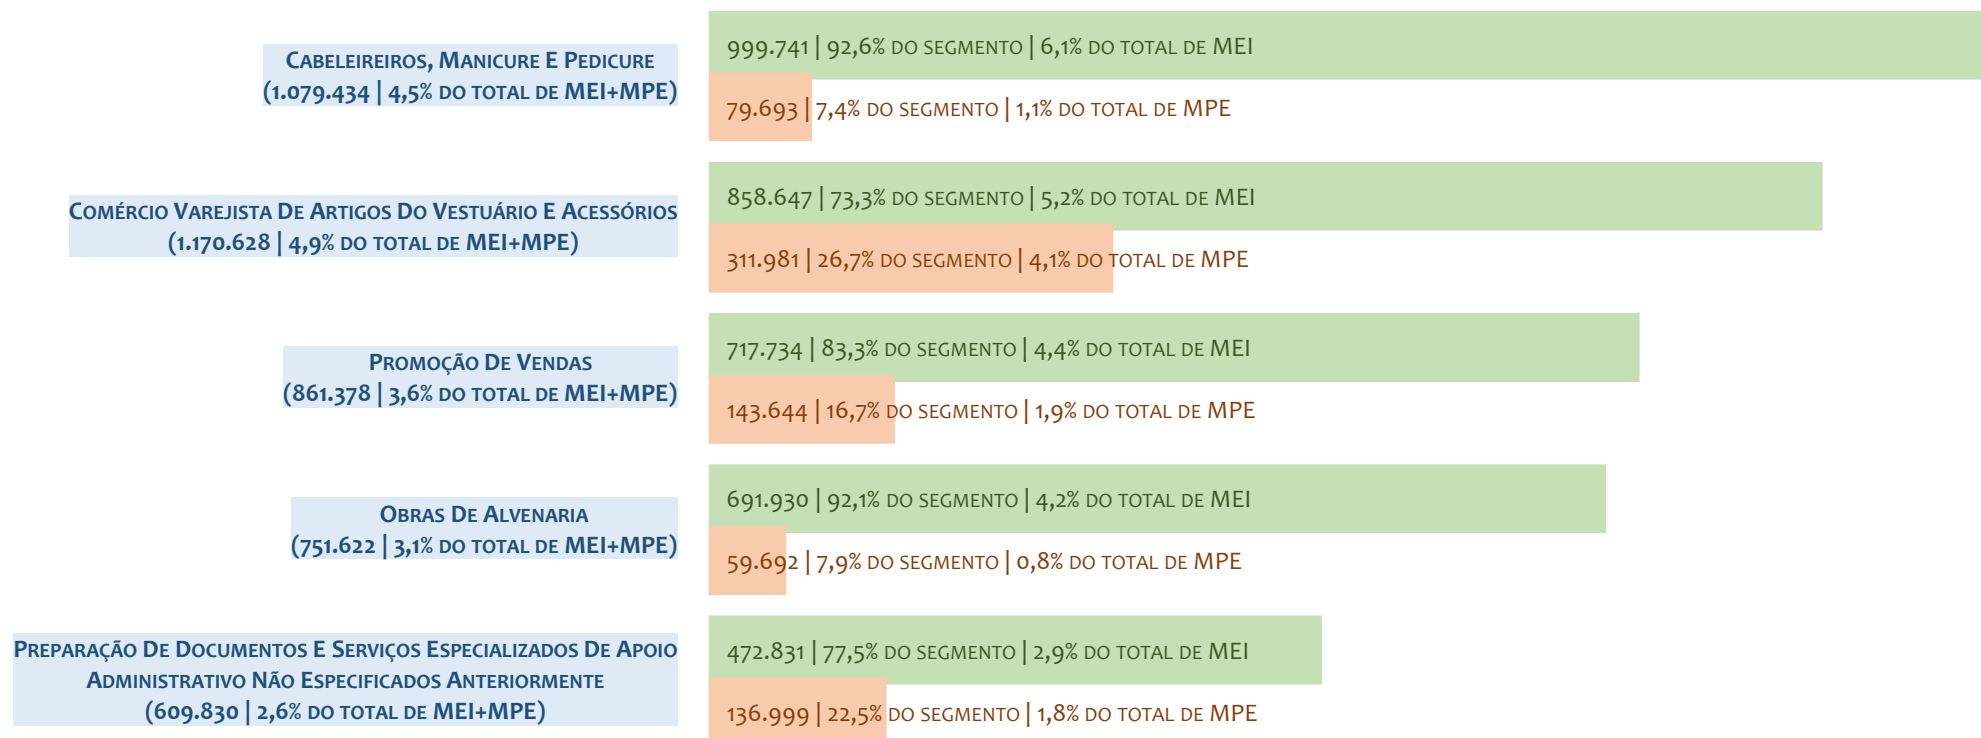 Cabeleireiros, Manicure E Pedicure
(1.079.434 | 4,5% do total de MEI+MPE)
999.741 | 92,6% do segmento | 6,1% do total de MEI
79.693 | 7,4% do segmento | 1,1% do total de MPE
Comércio Varejista De Artigos Do Vestuário E Acessórios
(1.170.628 | 4,9% do total de MEI+MPE)
858.647 | 73,3% do segmento | 5,2% do total de MEI
311.981 | 26,7% do segmento | 4,1% do total de MPE
Promoção De Vendas
(861.378 | 3,6% do total de MEI+MPE)
717.734 | 83,3% do segmento | 4,4% do total de MEI
143.644 | 16,7% do segmento | 1,9% do total de MPE
Obras De Alvenaria
(751.622 | 3,1% do total de MEI+MPE)
691.930 | 92,1% do segmento | 4,2% do total de MEI
59.692 | 7,9% do segmento | 0,8% do total de MPE
Preparação De Documentos E Serviços Especializados De Apoio
Administrativo Não Especificados Anteriormente
(609.830 | 2,6% do total de MEI+MPE)
472.831 | 77,5% do segmento | 2,9% do total de MEI
136.999 | 22,5% do segmento | 1,8% do total de MPE